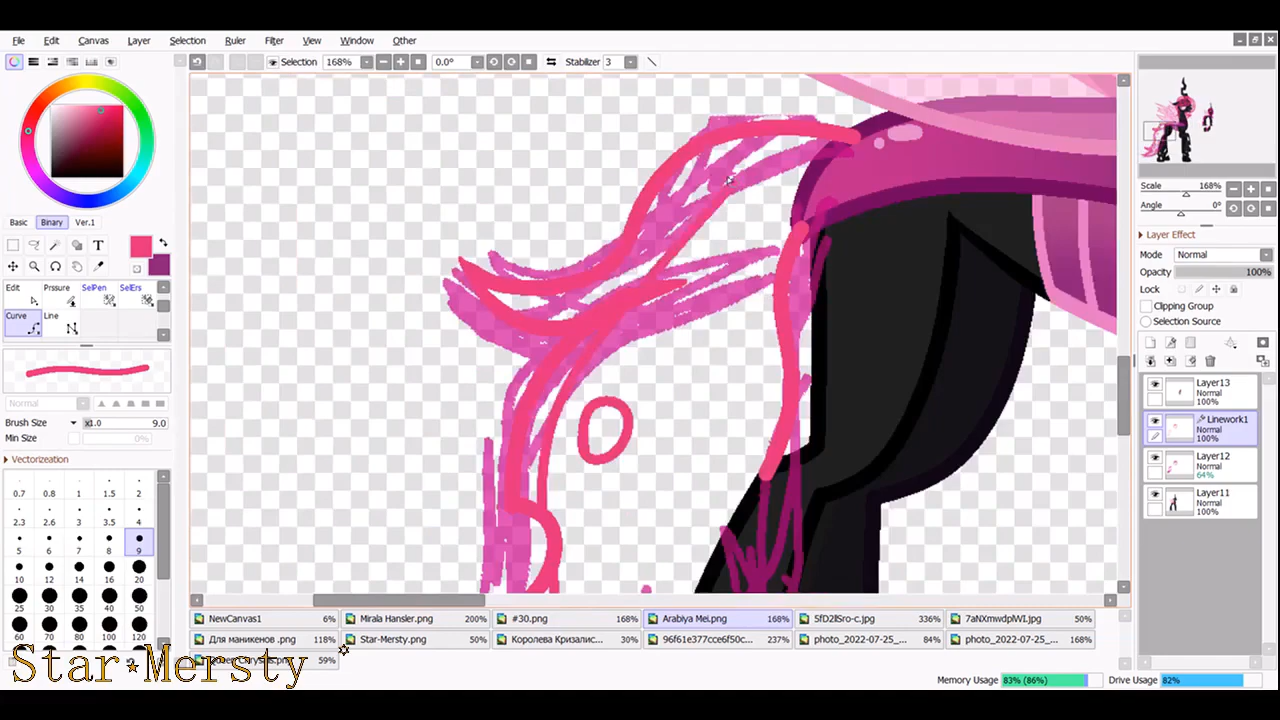 File Edit Canvas Layer Selection Ruler Filter View Window Other
Selection 168% 0.0° Stabilizer 3
Basic Binary Ver.1
T
Edit Prssure SelPen SelErs
Curve Line
Normal
Brush Size x1.0 9.0
Min Size 0%
Vectorization
0.7 0.8 1 1.5 2
2.3 2.6 3 3.5 4
5 6 7 8 9
10 12 14 16 20
25 30 35 40 50
60 70 80
Scale 168%
Angle 0°
Layer Effect
Mode Normal
Opacity 100%
Lock
Clipping Group
Selection Source
Layer13
Normal
100%
Linework1
Normal
100%
Layer12
Normal
64%
Layer11
Normal
100%
NewCanvas1 6% Mirala Hansler.png 200% #30.png 168% Arabiya Mei.png 168% 5fD2llSro-c.jpg 336% 7aNXmwdplWI.jpg 50%
Для маникенов .png 118% Star-Mersty.png 50% Королева Кризалис... 30% 96f61e377cce6f50c... 237% photo_2022-07-25_... 84% photo_2022-07-25_... 168%
59%
Star⋆Mersty
Memory Usage 83% (86%) Drive Usage 82%